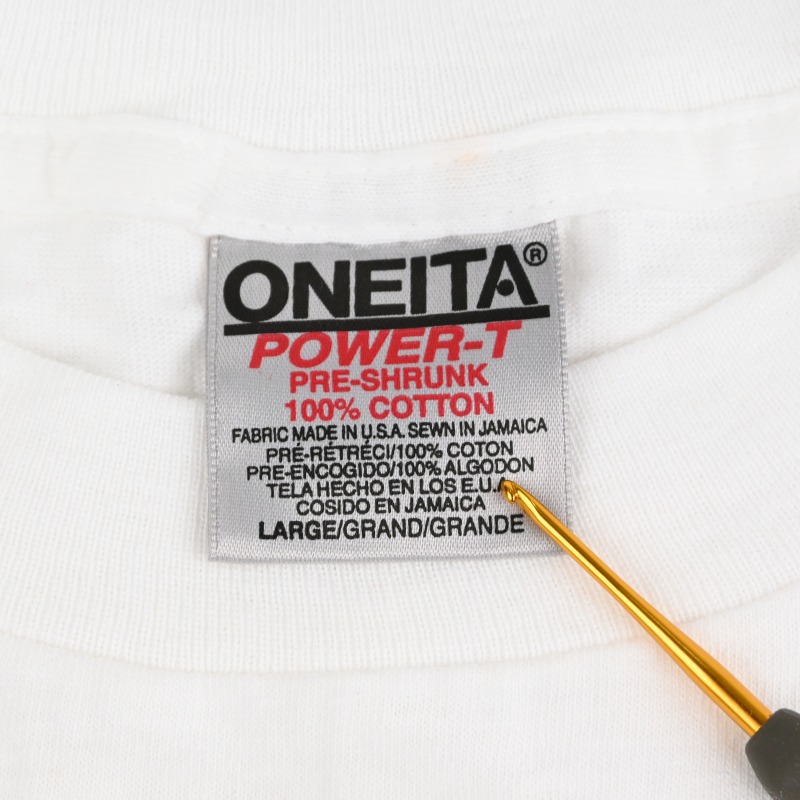 ONEITA®
POWER-T
PRE-SHRUNK
100% COTTON
FABRIC MADE IN U.S.A. SEWN IN JAMAICA
PRÉ-RÉTRÉCI/100% COTON
PRE-ENCOGIDO/100% ALGODON
TELA HECHO EN LOS E.U.A
COSIDO EN JAMAICA
LARGE/GRAND/GRANDE